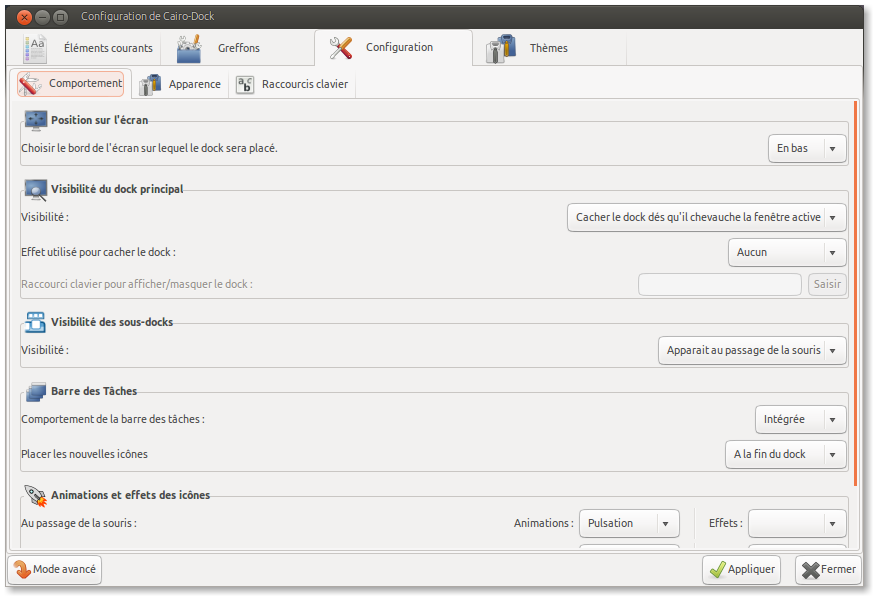 Configuration de Cairo-Dock
Éléments courants
Greffons
Configuration
Thèmes
Comportement
Apparence
Raccourcis clavier
Position sur l'écran
Choisir le bord de l'écran sur lequel le dock sera placé.
En bas
Visibilité du dock principal
Visibilité :
Cacher le dock dés qu'il chevauche la fenêtre active
Effet utilisé pour cacher le dock :
Aucun
Raccourci clavier pour afficher/masquer le dock :
Saisir
Visibilité des sous-docks
Visibilité :
Apparait au passage de la souris
Barre des Tâches
Comportement de la barre des tâches :
Intégrée
Placer les nouvelles icônes
A la fin du dock
Animations et effets des icônes
Au passage de la souris :
Animations :
Pulsation
Effets :
Mode avancé
Appliquer
Fermer